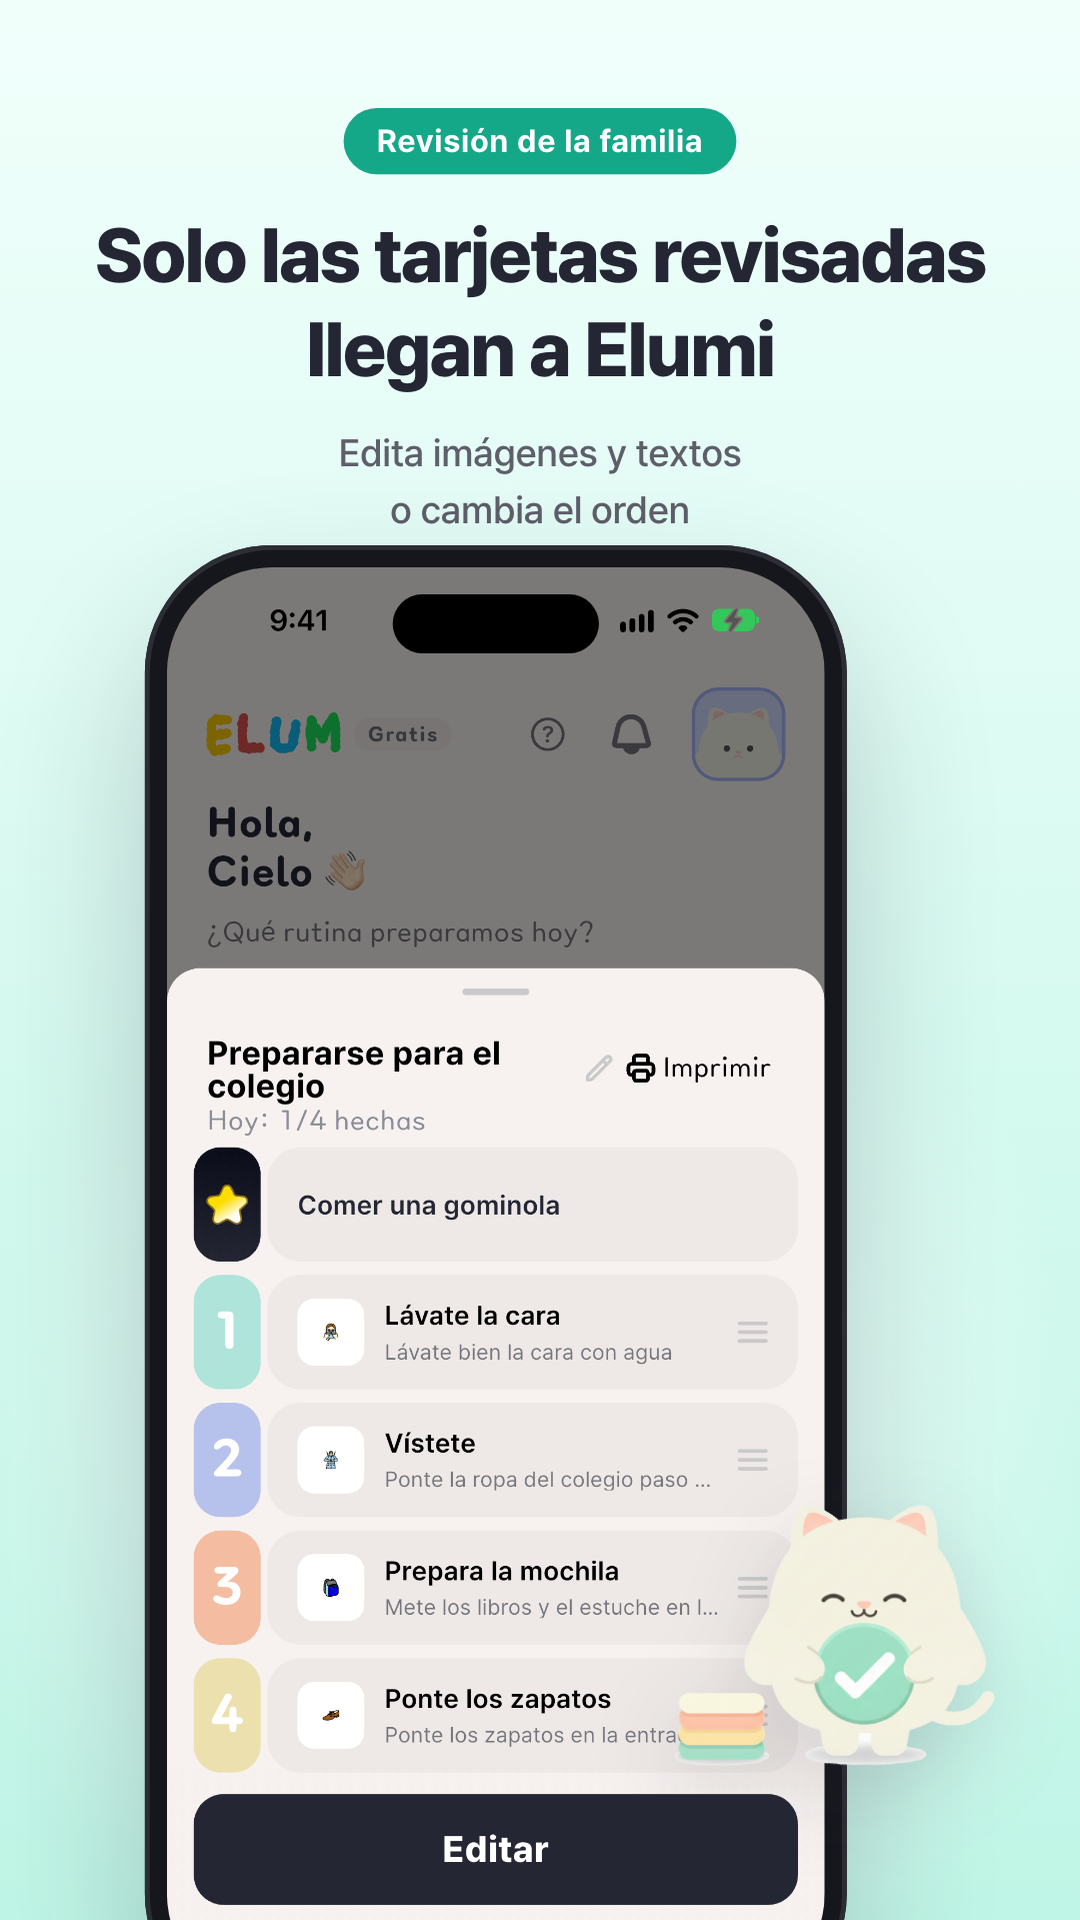 Revisión de la familia
Solo las tarjetas revisadas
llegan a Elumi
Edita imágenes y textos
o cambia el orden
9:41
ELUM
Gratis
?
Hola,
Cielo
¿Qué rutina preparamos hoy?
Prepararse para el
colegio
Imprimir
Hoy: 1/4 hechas
Comer una gominola
1
Lávate la cara
Lávate bien la cara con agua
2
Vístete
Ponte la ropa del colegio paso ...
3
Prepara la mochila
Mete los libros y el estuche en l...
4
Ponte los zapatos
Ponte los zapatos en la
Editar